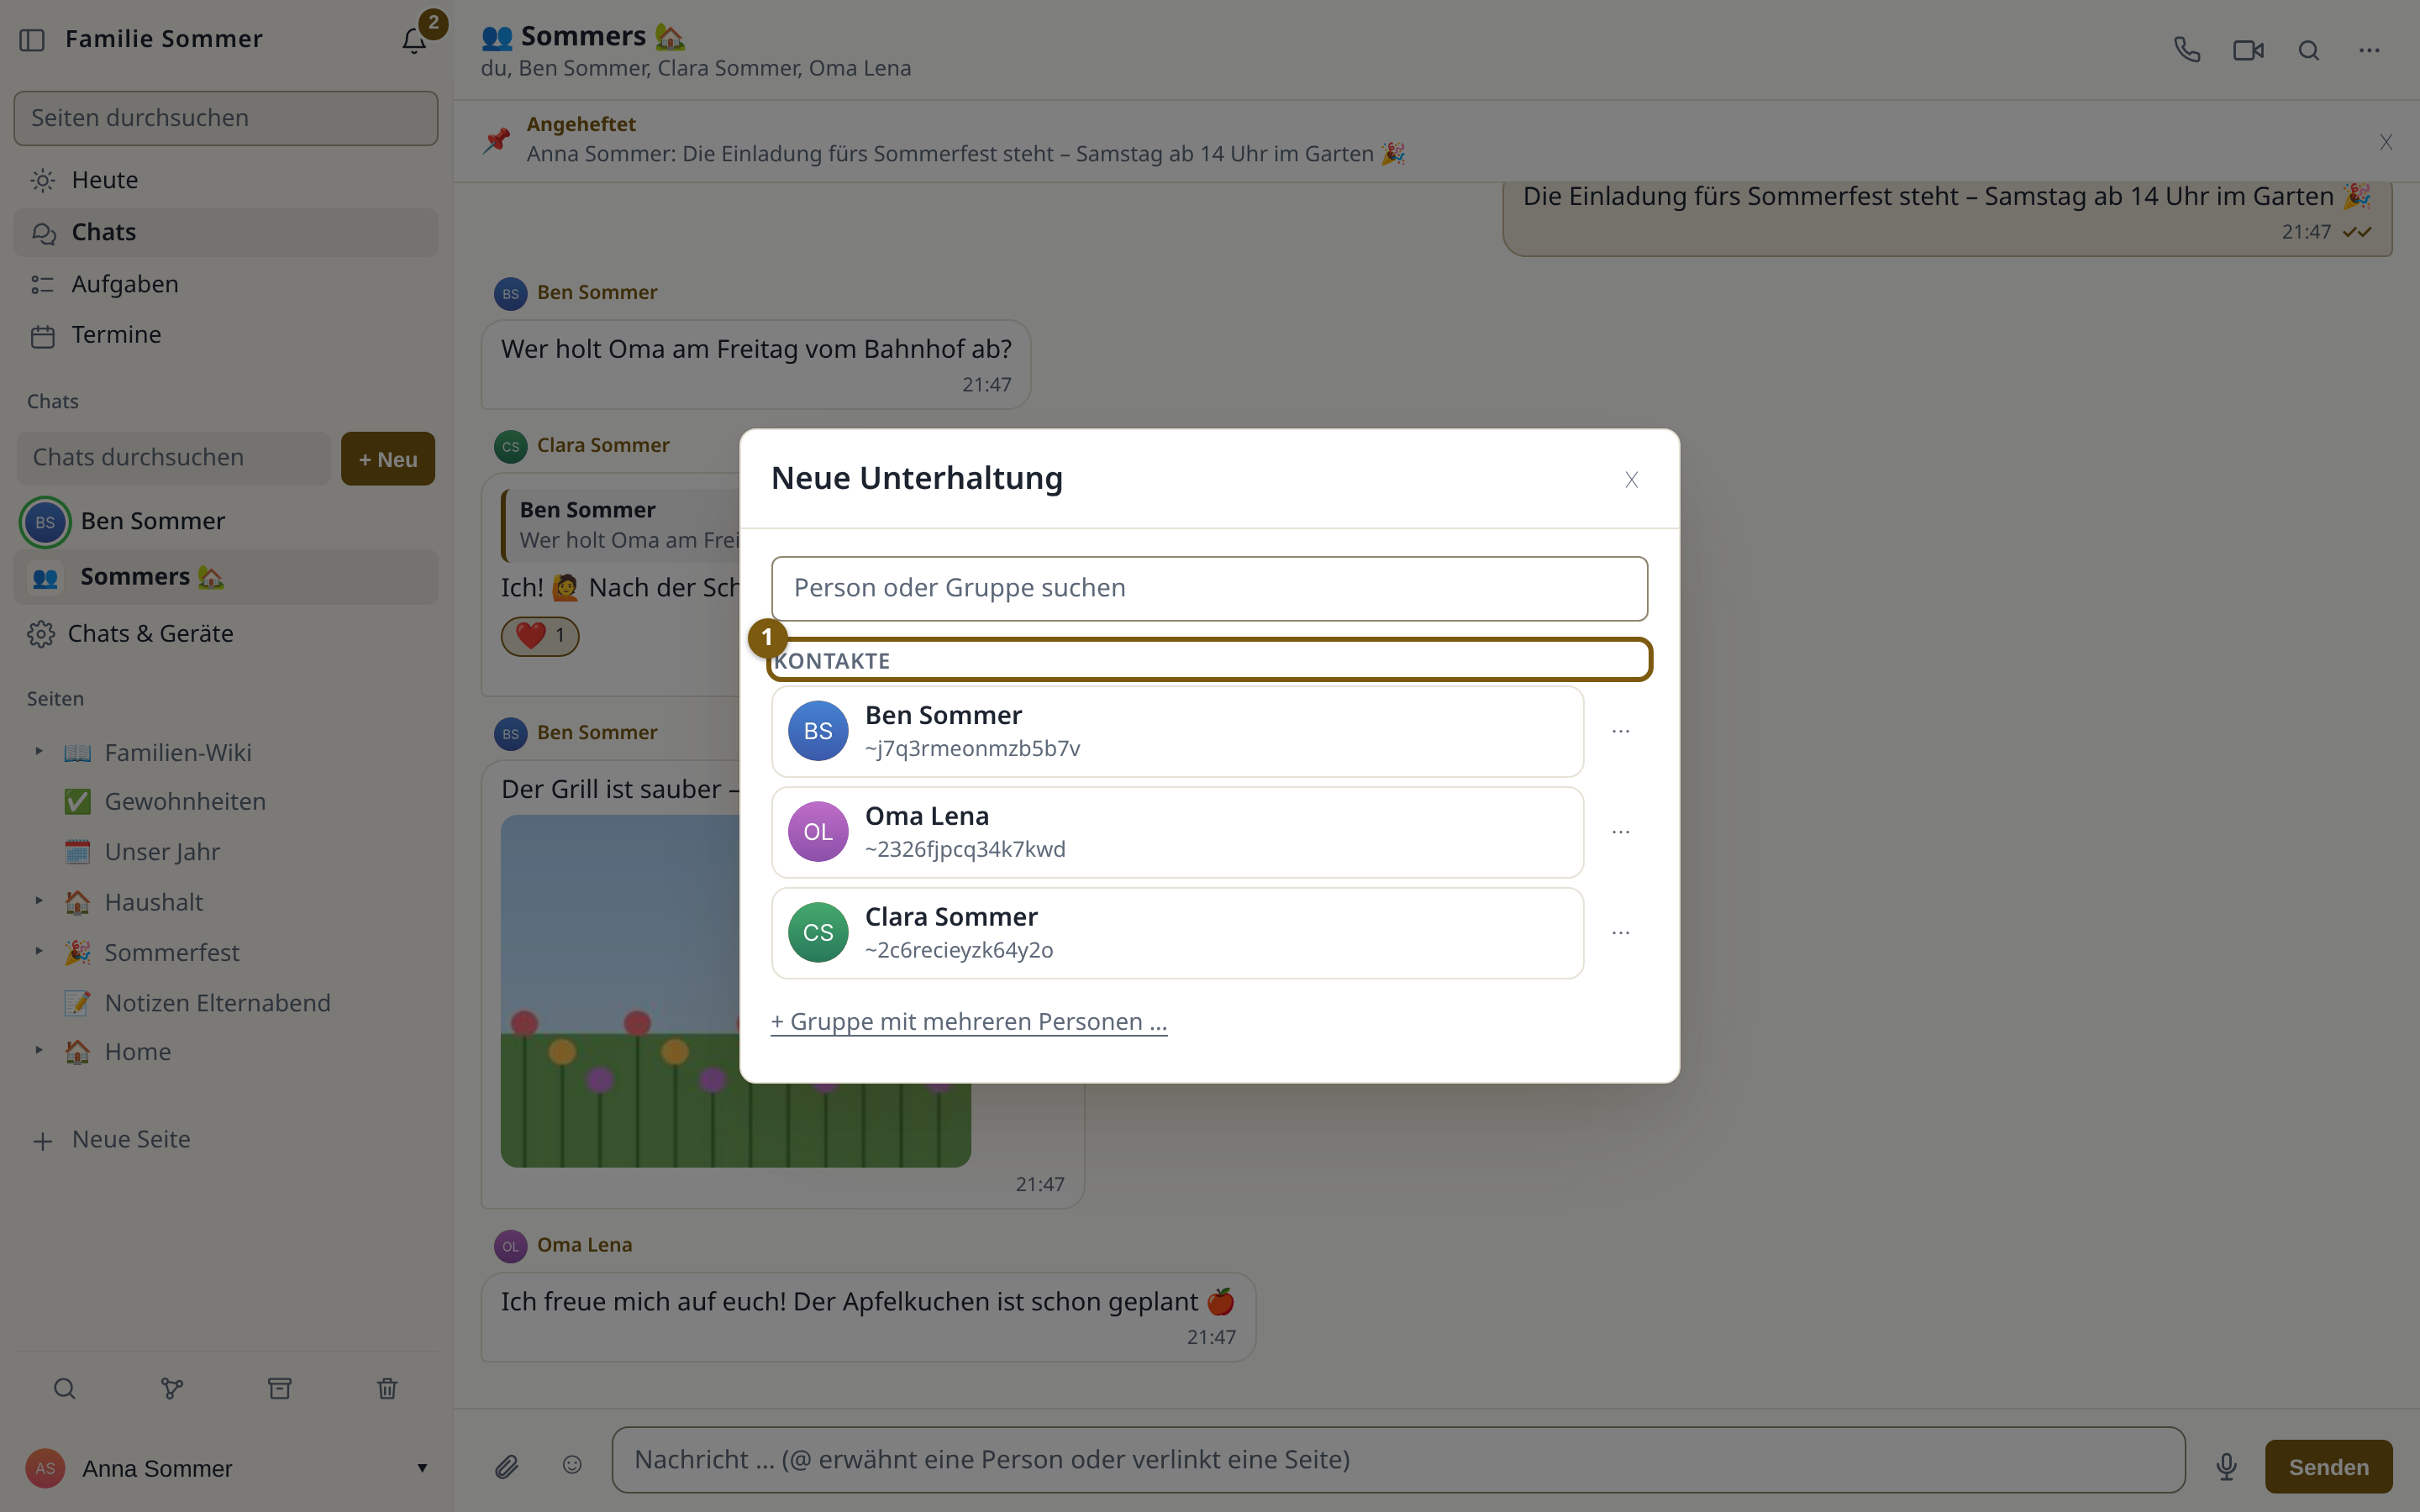 Familie Sommer
2
Seiten durchsuchen
Heute
Chats
Aufgaben
Termine
Chats
Chats durchsuchen
+ Neu
BS Ben Sommer
👥 Sommers 🏡
Chats & Geräte
Seiten
📖 Familien-Wiki
✅ Gewohnheiten
🗓️ Unser Jahr
🏠 Haushalt
🎉 Sommerfest
📝 Notizen Elternabend
🏠 Home
Neue Seite
AS Anna Sommer
👥 Sommers 🏡
du, Ben Sommer, Clara Sommer, Oma Lena
📌 Angeheftet
Anna Sommer: Die Einladung fürs Sommerfest steht – Samstag ab 14 Uhr im Garten 🎉
X
Die Einladung fürs Sommerfest steht – Samstag ab 14 Uhr im Garten 🎉
21:47
BS Ben Sommer
Wer holt Oma am Freitag vom Bahnhof ab?
21:47
CS Clara Sommer
Ben Sommer
Wer holt Oma am Frei
Ich! 🙋 Nach der Sch
❤️ 1
BS Ben Sommer
Der Grill ist sauber –
21:47
OL Oma Lena
Ich freue mich auf euch! Der Apfelkuchen ist schon geplant 🍎
21:47
Nachricht … (@ erwähnt eine Person oder verlinkt eine Seite)
Senden
Neue Unterhaltung
X
Person oder Gruppe suchen
1
KONTAKTE
BS Ben Sommer
~j7q3rmeonmzb5b7v
OL Oma Lena
~2326fjpcq34k7kwd
CS Clara Sommer
~2c6recieyzk64y2o
+ Gruppe mit mehreren Personen …